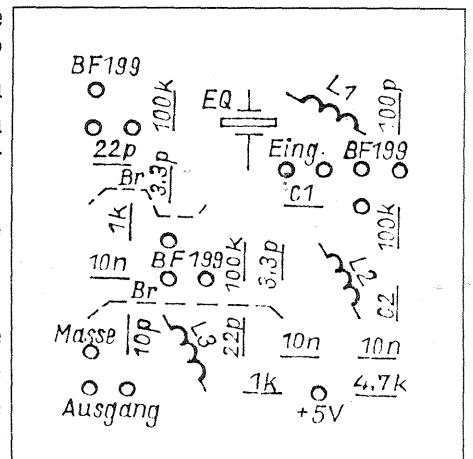 BF199
100k
EQ
L1
100p
22p
3.3p
Eing.
BF199
Br
C1
1k
100k
10n
BF199
100k
3.3p
L2
C2
Br
Masse
10p
L3
22p
10n
10n
1k
4.7k
Ausgang
+5V